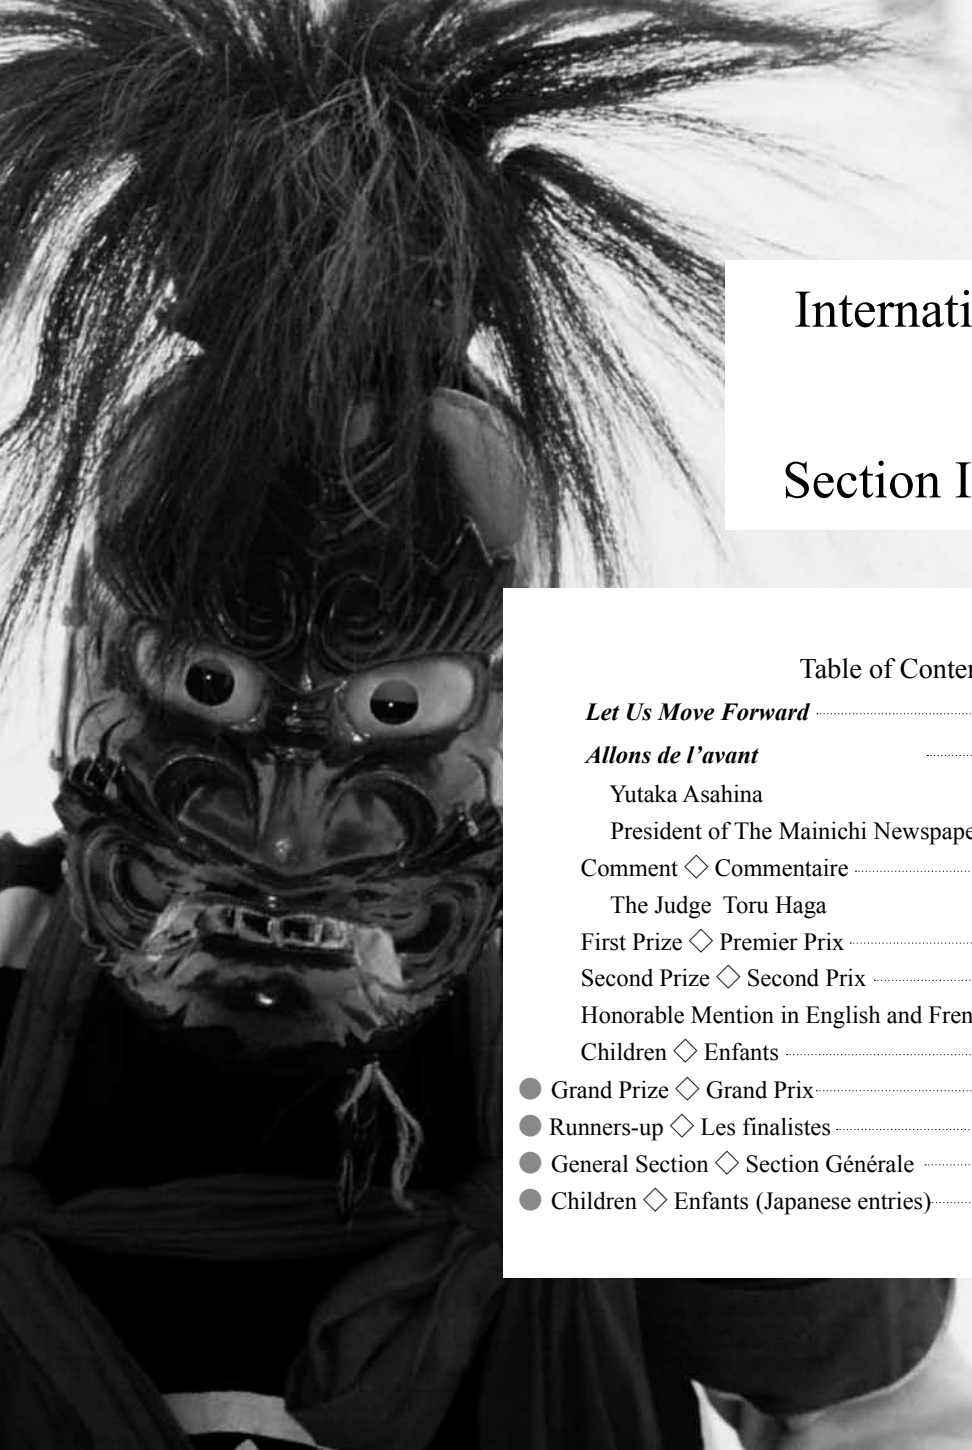 Internati
Section I
Table of Conten
Let Us Move Forward
Allons de l’avant
Yutaka Asahina
President of The Mainichi Newspape
Comment ◇ Commentaire
The Judge Toru Haga
First Prize ◇ Premier Prix
Second Prize ◇ Second Prix
Honorable Mention in English and Fren
Children ◇ Enfants
● Grand Prize ◇ Grand Prix
● Runners-up ◇ Les finalistes
● General Section ◇ Section Générale
● Children ◇ Enfants (Japanese entries)